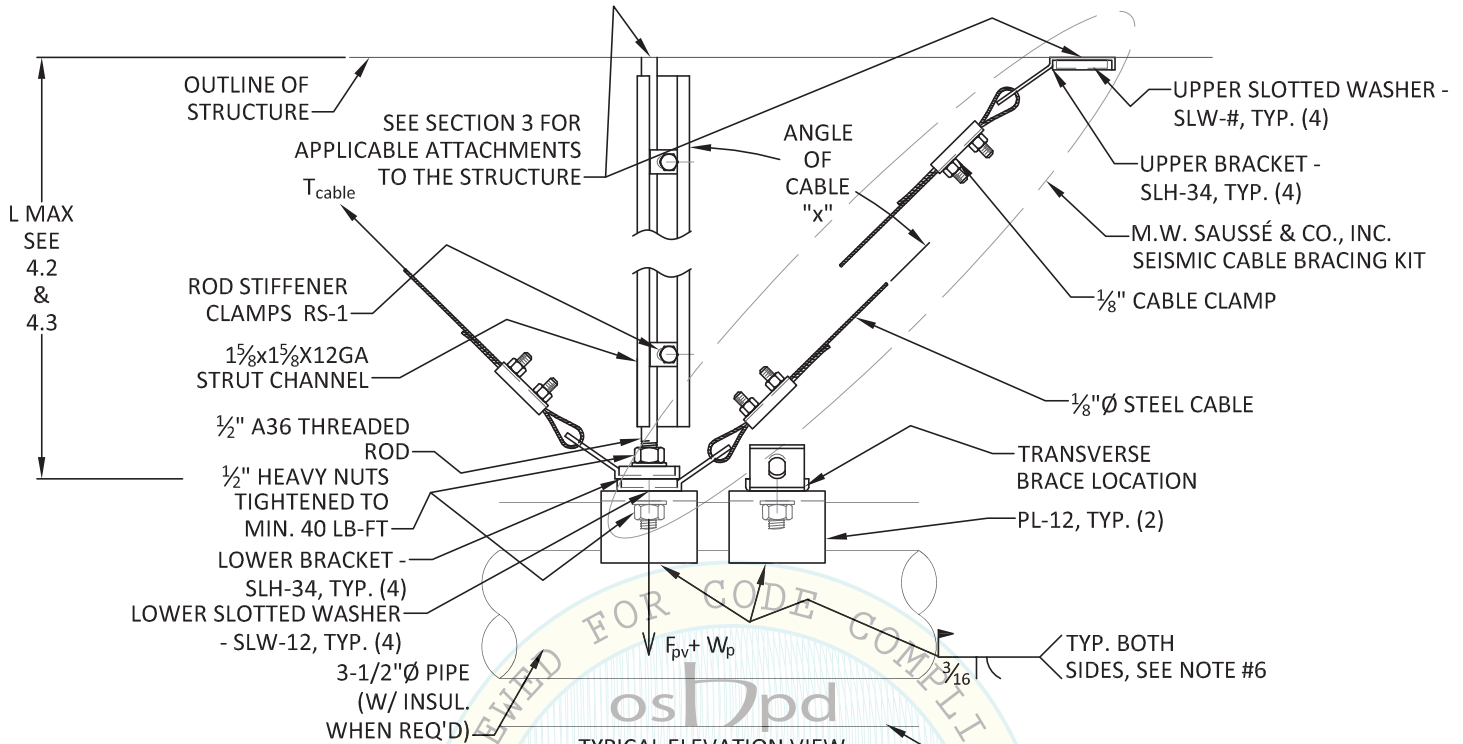 OUTLINE OF
STRUCTURE
SEE SECTION 3 FOR
APPLICABLE ATTACHMENTS
TO THE STRUCTURE
ANGLE
OF
CABLE
"x"
UPPER SLOTTED WASHER -
SLW-#, TYP. (4)
UPPER BRACKET -
SLH-34, TYP. (4)
M.W. SAUSSÉ & CO., INC.
SEISMIC CABLE BRACING KIT
⅛" CABLE CLAMP
Tcable
L MAX
SEE
4.2
&
4.3
ROD STIFFENER
CLAMPS RS-1
1⅝x1⅝X12GA
STRUT CHANNEL
½" A36 THREADED
ROD
½" HEAVY NUTS
TIGHTENED TO
MIN. 40 LB-FT
LOWER BRACKET -
SLH-34, TYP. (4)
LOWER SLOTTED WASHER
- SLW-12, TYP. (4)
3-1/2"Ø PIPE
(W/ INSUL.
WHEN REQ'D)
⅛"Ø STEEL CABLE
TRANSVERSE
BRACE LOCATION
PL-12, TYP. (2)
Fpv+ Wp
3/16
TYP. BOTH
SIDES, SEE NOTE #6
EWED FOR CODE COMPLI
oshpd
TYPICAL ELEVATION VIEW